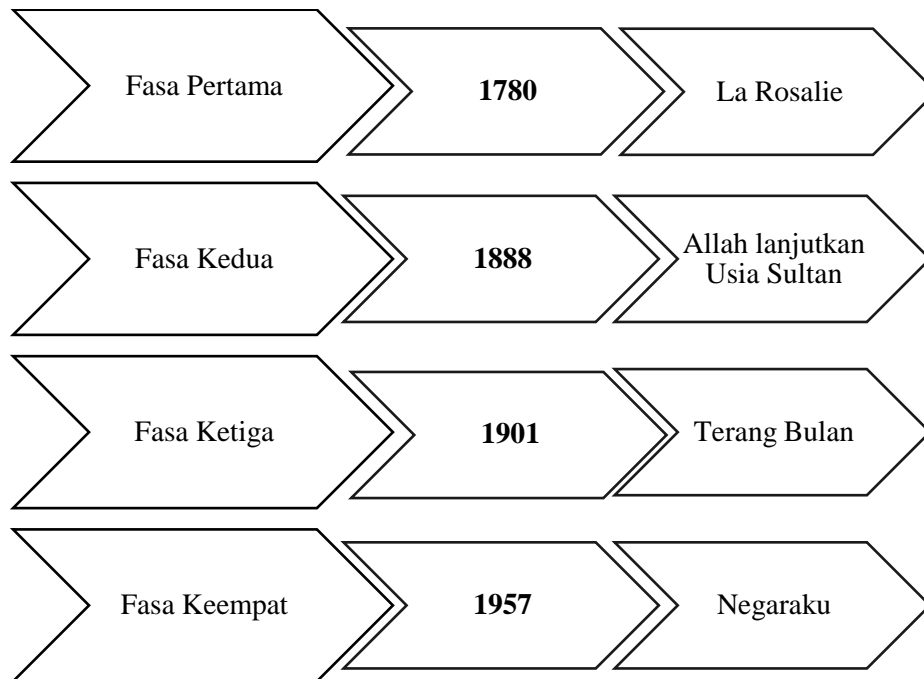 Fasa Pertama
1780
La Rosalie
Fasa Kedua
1888
Allah lanjutkan
Usia Sultan
Fasa Ketiga
1901
Terang Bulan
Fasa Keempat
1957
Negaraku